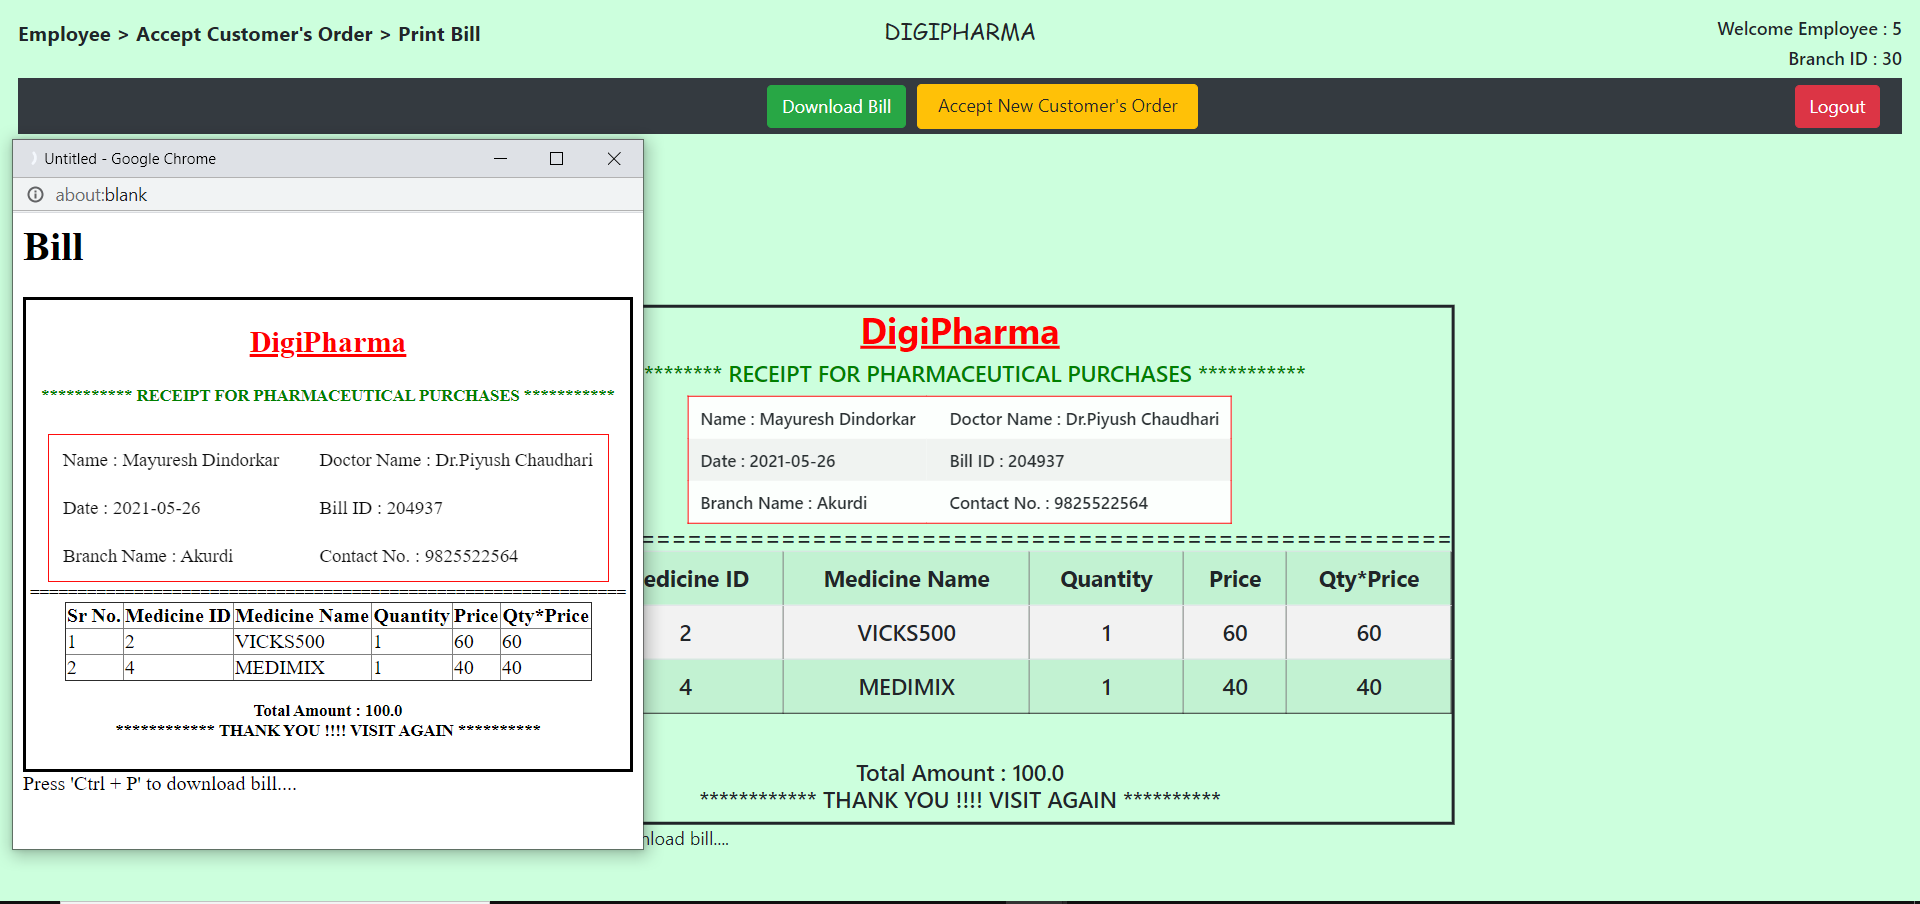 Employee > Accept Customer's Order > Print Bill
DIGIPHARMA
Welcome Employee : 5
Branch ID : 30
Download Bill
Accept New Customer's Order
Logout
Untitled - Google Chrome
about:blank
Bill
DigiPharma
*********** RECEIPT FOR PHARMACEUTICAL PURCHASES ***********
Name : Mayuresh Dindorkar Doctor Name : Dr.Piyush Chaudhari
Date : 2021-05-26 Bill ID : 204937
Branch Name : Akurdi Contact No. : 9825522564
Sr No. Medicine ID Medicine Name Quantity Price Qty*Price
1 2 VICKS500 1 60 60
2 4 MEDIMIX 1 40 40
Total Amount : 100.0
************ THANK YOU !!!! VISIT AGAIN **********
Press 'Ctrl + P' to download bill....
DigiPharma
******** RECEIPT FOR PHARMACEUTICAL PURCHASES ***********
Name : Mayuresh Dindorkar Doctor Name : Dr.Piyush Chaudhari
Date : 2021-05-26 Bill ID : 204937
Branch Name : Akurdi Contact No. : 9825522564
edicine ID Medicine Name Quantity Price Qty*Price
2 VICKS500 1 60 60
4 MEDIMIX 1 40 40
Total Amount : 100.0
************ THANK YOU !!!! VISIT AGAIN **********
nload bill....